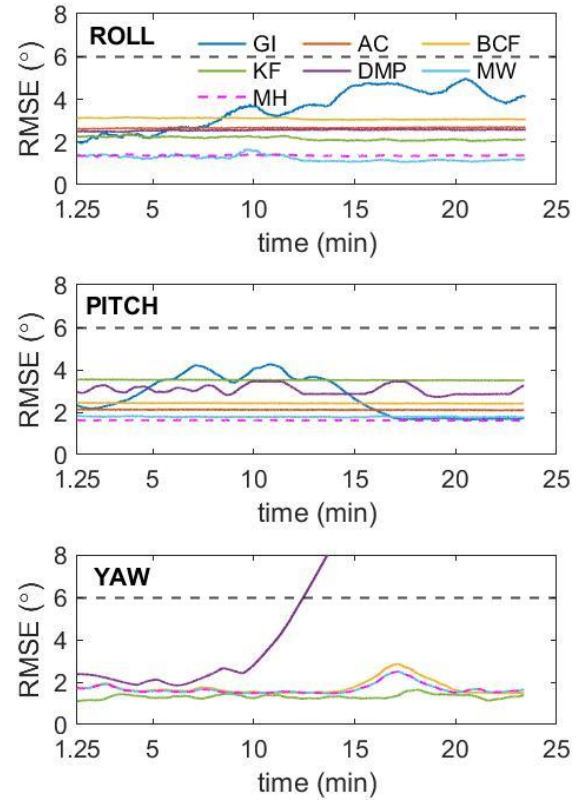 8
ROLL
GI
AC
BCF
6
KF
DMP
MW
MH
4
2
0
RMSE (°)
1.25 5 10 15 20 25
time (min)
8
PITCH
6
4
2
0
RMSE (°)
1.25 5 10 15 20 25
time (min)
8
YAW
6
4
2
0
RMSE (°)
1.25 5 10 15 20 25
time (min)